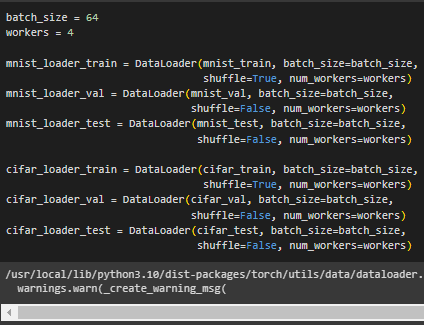 batch_size = 64
workers = 4
mnist_loader_train = DataLoader(mnist_train, batch_size=batch_size,
shuffle=True, num_workers=workers)
mnist_loader_val = DataLoader(mnist_val, batch_size=batch_size,
shuffle=False, num_workers=workers)
mnist_loader_test = DataLoader(mnist_test, batch_size=batch_size,
shuffle=False, num_workers=workers)
cifar_loader_train = DataLoader(cifar_train, batch_size=batch_size,
shuffle=True, num_workers=workers)
cifar_loader_val = DataLoader(cifar_val, batch_size=batch_size,
shuffle=False, num_workers=workers)
cifar_loader_test = DataLoader(cifar_test, batch_size=batch_size,
shuffle=False, num_workers=workers)
/usr/local/lib/python3.10/dist-packages/torch/utils/data/dataloader.
warnings.warn(_create_warning_msg(